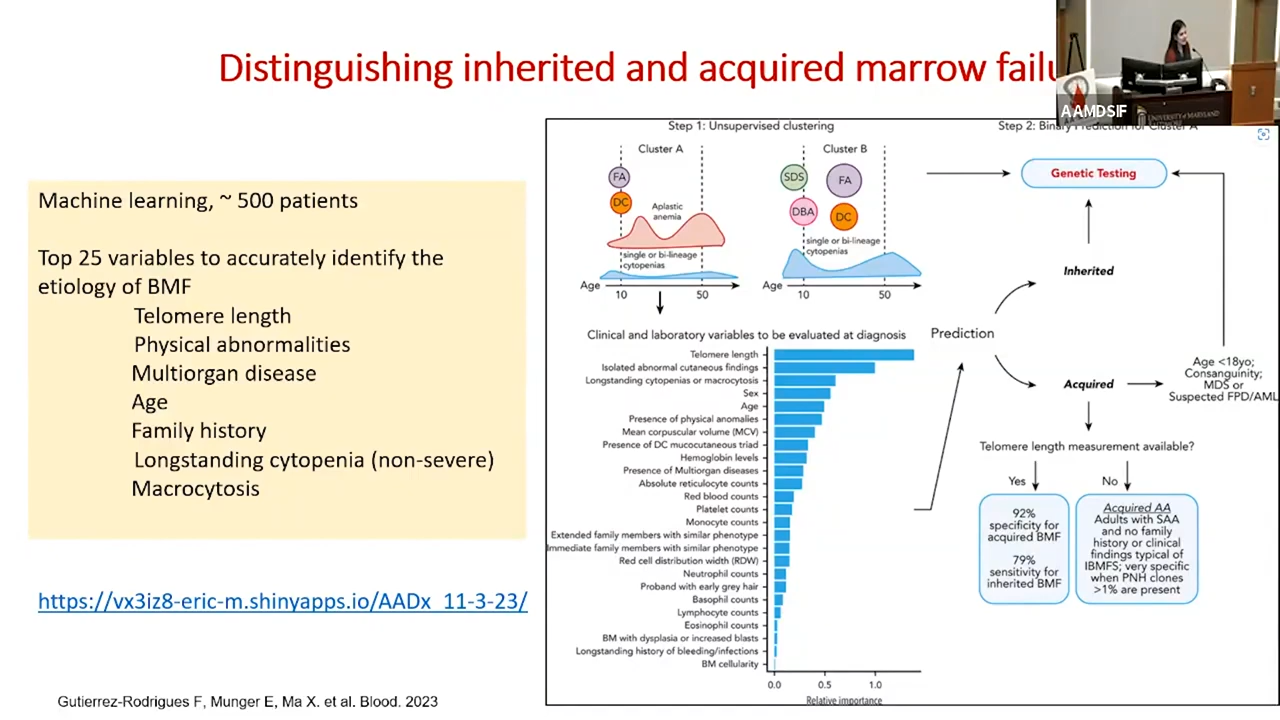 Distinguishing inherited and acquired marrow
AAMDSIF
UNIVERSITY of MARYLAND
Machine learning, ~ 500 patients
Top 25 variables to accurately identify the
etiology of BMF
Telomere length
Physical abnormalities
Multiorgan disease
Age
Family history
Longstanding cytopenia (non-severe)
Macrocytosis
https://vx3iz8-eric-m.shinyapps.io/AADx_11-3-23/
Gutierrez-Rodrigues F, Munger E, Ma X. et al. Blood. 2023
Step 1: Unsupervised clustering
Cluster A
FA
DC
Aplastic
anemia
single or bi-lineage
cytopenias
Age
10
50
Cluster B
SDS
FA
DBA
DC
single or bi-lineage
cytopenias
Age
10
50
Clinical and laboratory variables to be evaluated at diagnosis
Telomere length
Isolated abnormal cutaneous findings
Longstanding cytopenias or macrocytosis
Sex
Age
Presence of physical anomalies
Mean corpuscular volume (MCV)
Presence of DC mucocutaneous triad
Hemoglobin levels
Presence of Multiorgan diseases
Absolute reticulocyte counts
Red blood counts
Platelet counts
Monocyte counts
Extended family members with similar phenotype
Immediate family members with similar phenotype
Red cell distribution width (RDW)
Neutrophil counts
Proband with early grey hair
Basophil counts
Lymphocyte counts
Eosinophil counts
BM with dysplasia or increased blasts
Longstanding history of bleeding/infections
BM cellularity
0.0
0.5
1.0
Relative importance
Step 2: Binary Prediction for Cluster A
Genetic Testing
Inherited
Prediction
Acquired
Age <18yo;
Consanguinity;
MDS or
Suspected FPD/AML
Telomere length measurement available?
Yes
No
92%
specificity for
acquired BMF
79%
sensitivity for
inherited BMF
Acquired AA
Adults with SAA
and no family
history or clinical
findings typical of
IBMFS; very specific
when PNH clones
>1% are present